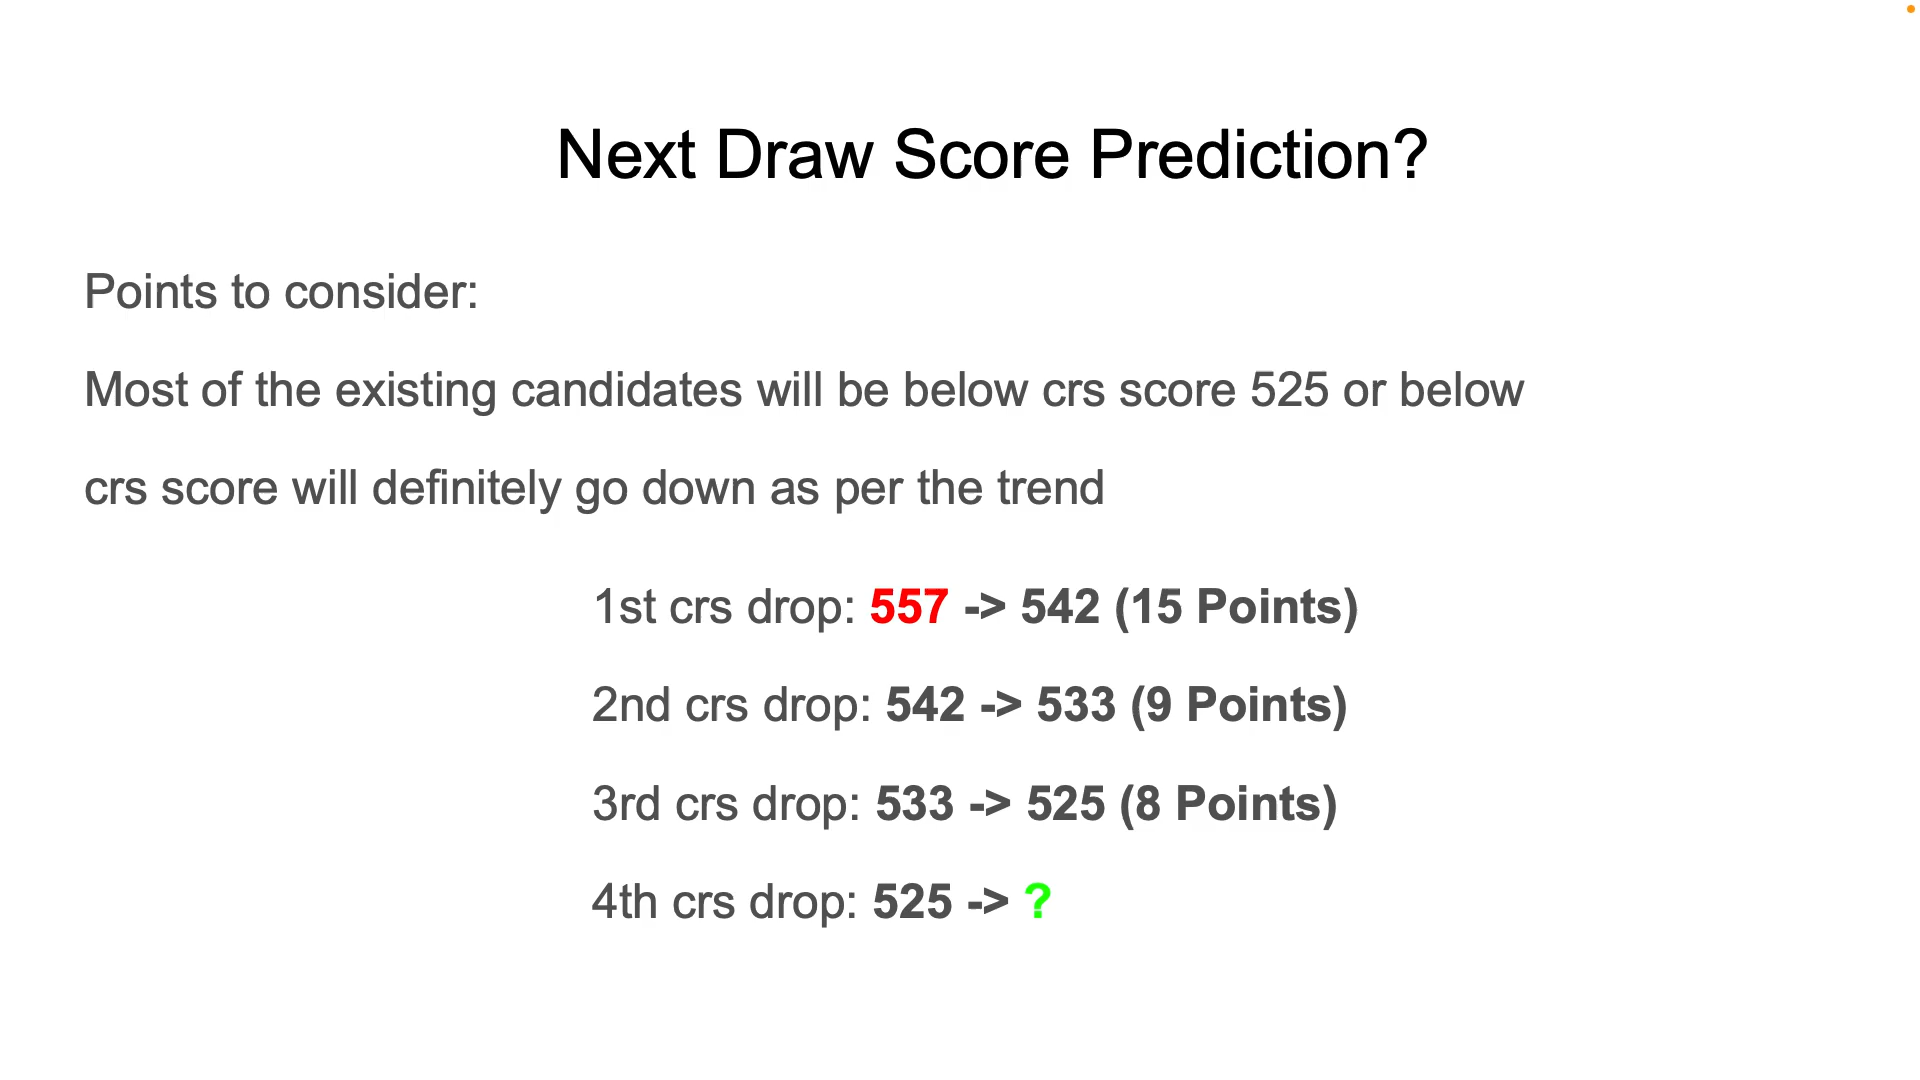 Next Draw Score Prediction?
Points to consider:
Most of the existing candidates will be below crs score 525 or below
crs score will definitely go down as per the trend
1st crs drop: 557 -> 542 (15 Points)
2nd crs drop: 542 -> 533 (9 Points)
3rd crs drop: 533 -> 525 (8 Points)
4th crs drop: 525 -> ?